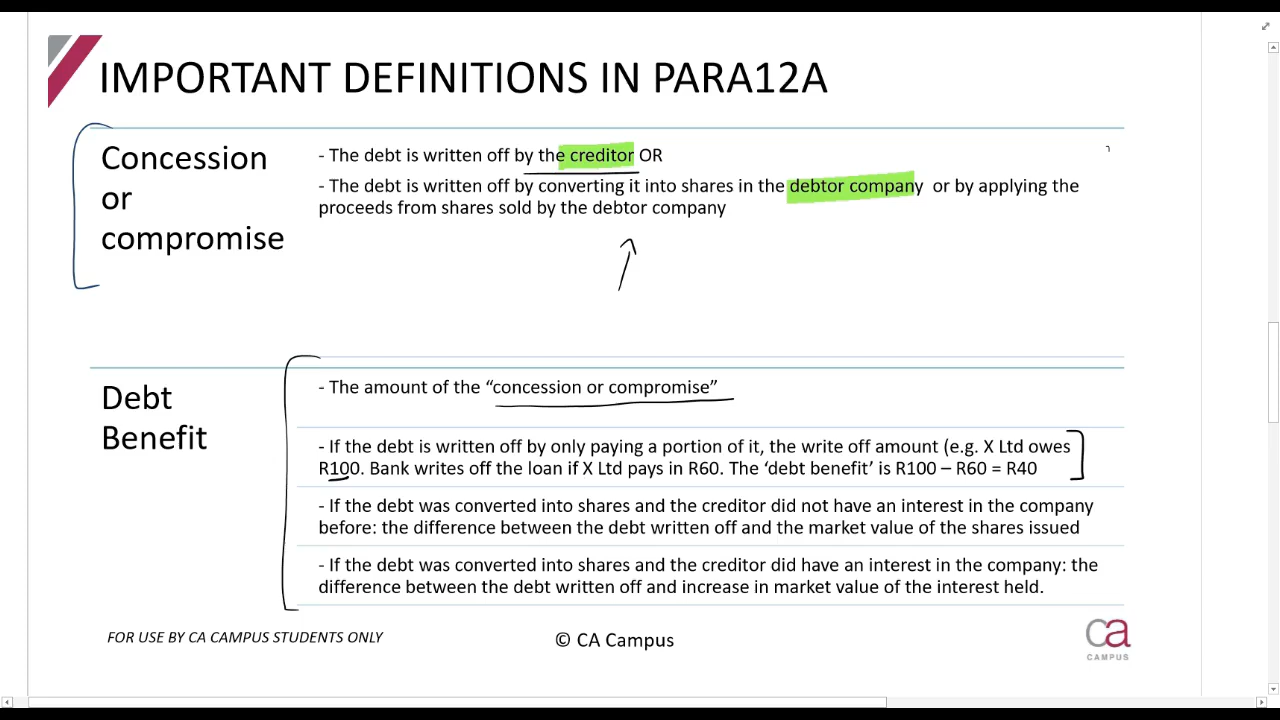 IMPORTANT DEFINITIONS IN PARA12A
Concession
or
compromise
- The debt is written off by the creditor OR
- The debt is written off by converting it into shares in the debtor company or by applying the
proceeds from shares sold by the debtor company
Debt
Benefit
- The amount of the “concession or compromise”
- If the debt is written off by only paying a portion of it, the write off amount (e.g. X Ltd owes
R100. Bank writes off the loan if X Ltd pays in R60. The ‘debt benefit’ is R100 – R60 = R40
- If the debt was converted into shares and the creditor did not have an interest in the company
before: the difference between the debt written off and the market value of the shares issued
- If the debt was converted into shares and the creditor did have an interest in the company: the
difference between the debt written off and increase in market value of the interest held.
FOR USE BY CA CAMPUS STUDENTS ONLY
© CA Campus
ca
CAMPUS